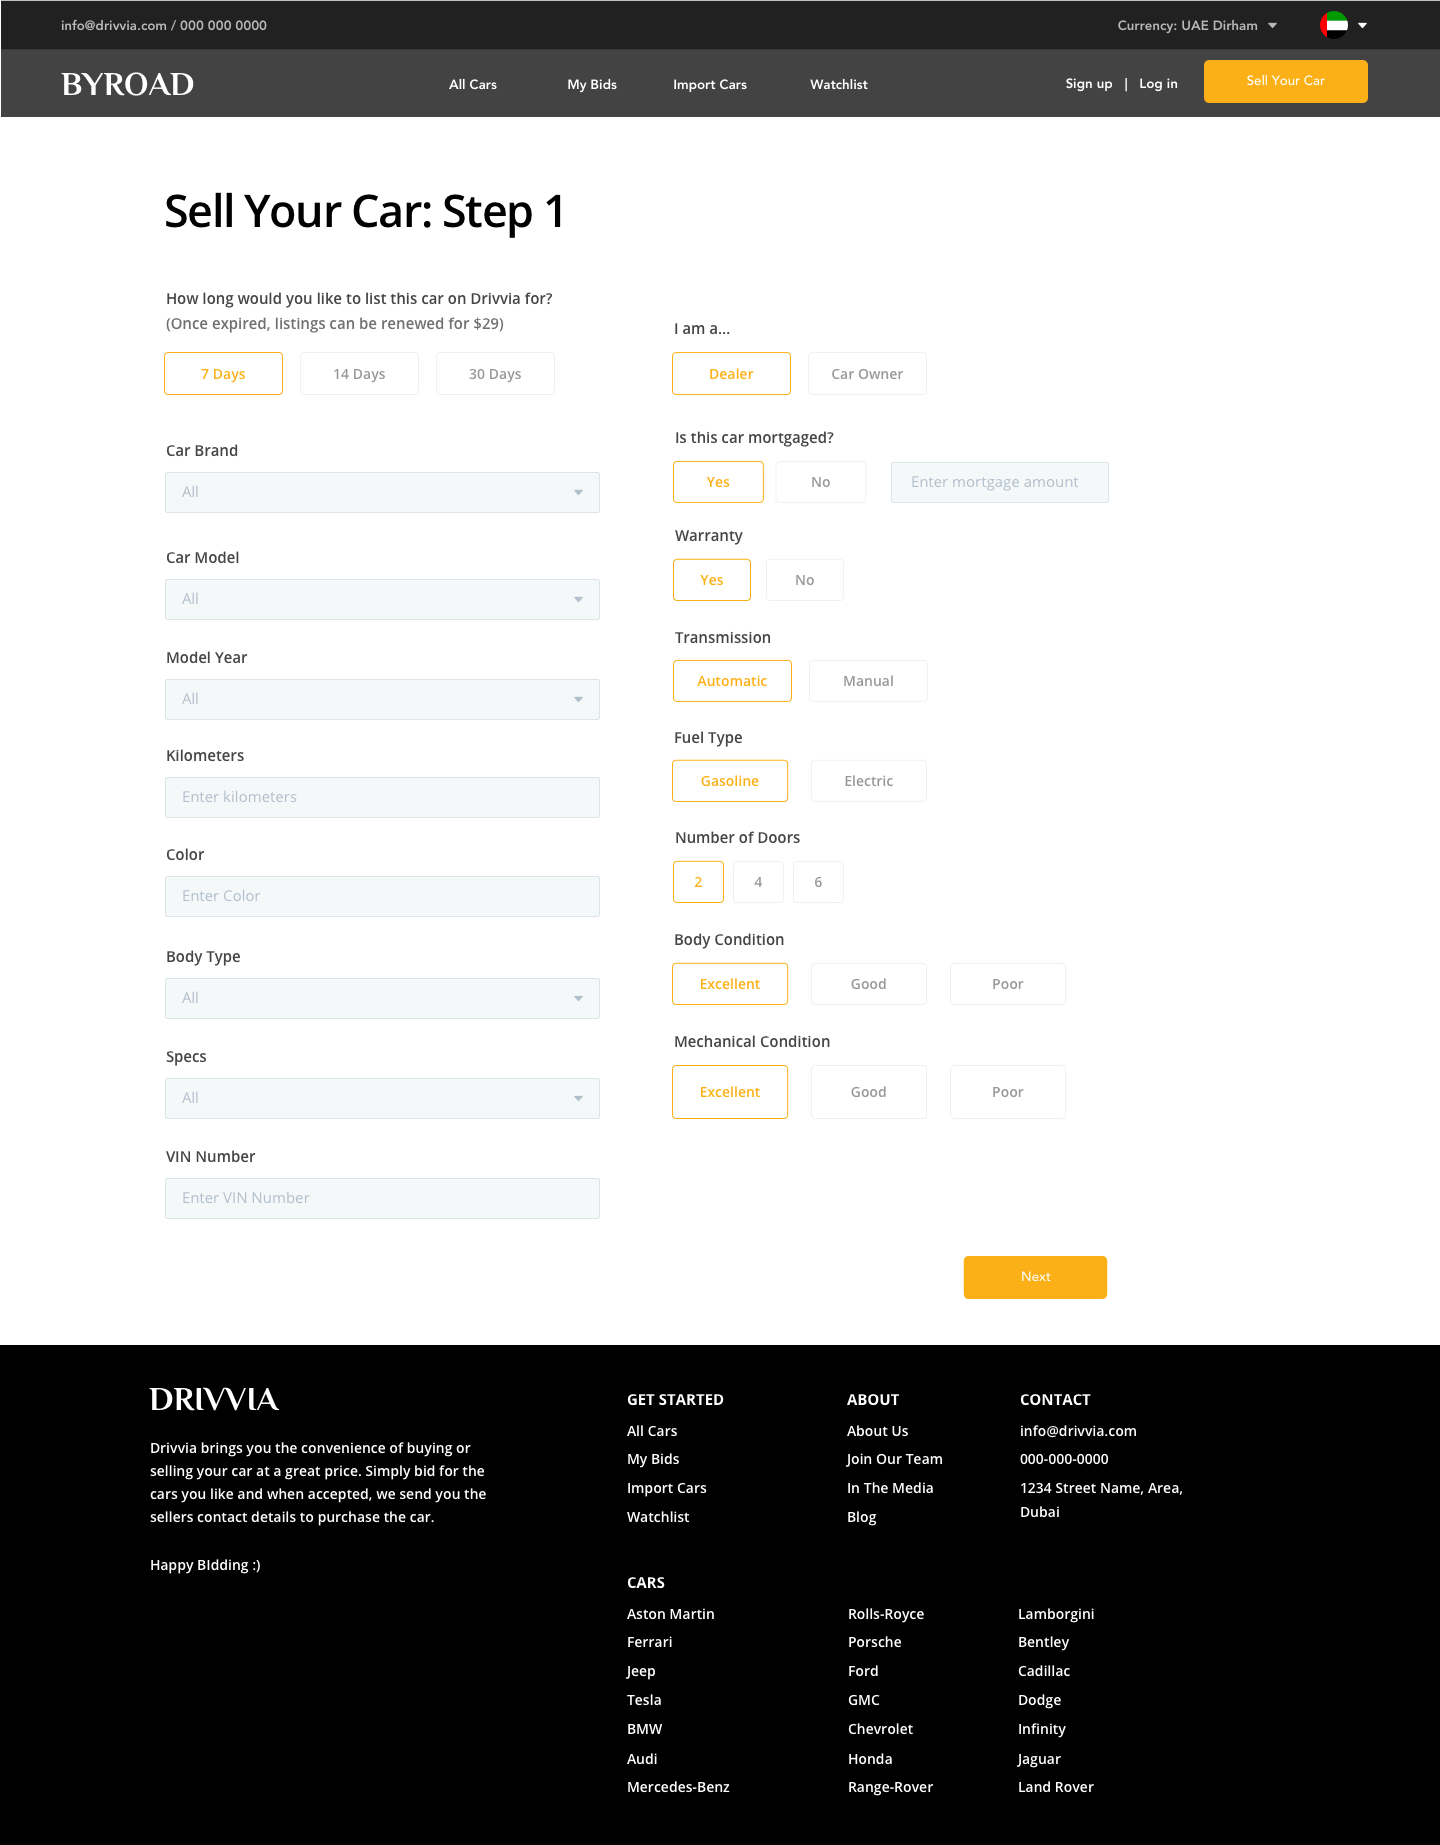 info@drivvia.com / 000 000 0000
Currency: UAE Dirham
BYROAD
All Cars
My Bids
Import Cars
Watchlist
Sign up | Log in
Sell Your Car
Sell Your Car: Step 1
How long would you like to list this car on Drivvia for?
(Once expired, listings can be renewed for $29)
7 Days
14 Days
30 Days
Car Brand
All
Car Model
All
Model Year
All
Kilometers
Enter kilometers
Color
Enter Color
Body Type
All
Specs
All
VIN Number
Enter VIN Number
I am a...
Dealer
Car Owner
Is this car mortgaged?
Yes
No
Enter mortgage amount
Warranty
Yes
No
Transmission
Automatic
Manual
Fuel Type
Gasoline
Electric
Number of Doors
2
4
6
Body Condition
Excellent
Good
Poor
Mechanical Condition
Excellent
Good
Poor
Next
DRIVVIA
Drivvia brings you the convenience of buying or
selling your car at a great price. Simply bid for the
cars you like and when accepted, we send you the
sellers contact details to purchase the car.
Happy BIdding :)
GET STARTED
All Cars
My Bids
Import Cars
Watchlist
ABOUT
About Us
Join Our Team
In The Media
Blog
CONTACT
info@drivvia.com
000-000-0000
1234 Street Name, Area,
Dubai
CARS
Aston Martin
Ferrari
Jeep
Tesla
BMW
Audi
Mercedes-Benz
Rolls-Royce
Porsche
Ford
GMC
Chevrolet
Honda
Range-Rover
Lamborgini
Bentley
Cadillac
Dodge
Infinity
Jaguar
Land Rover